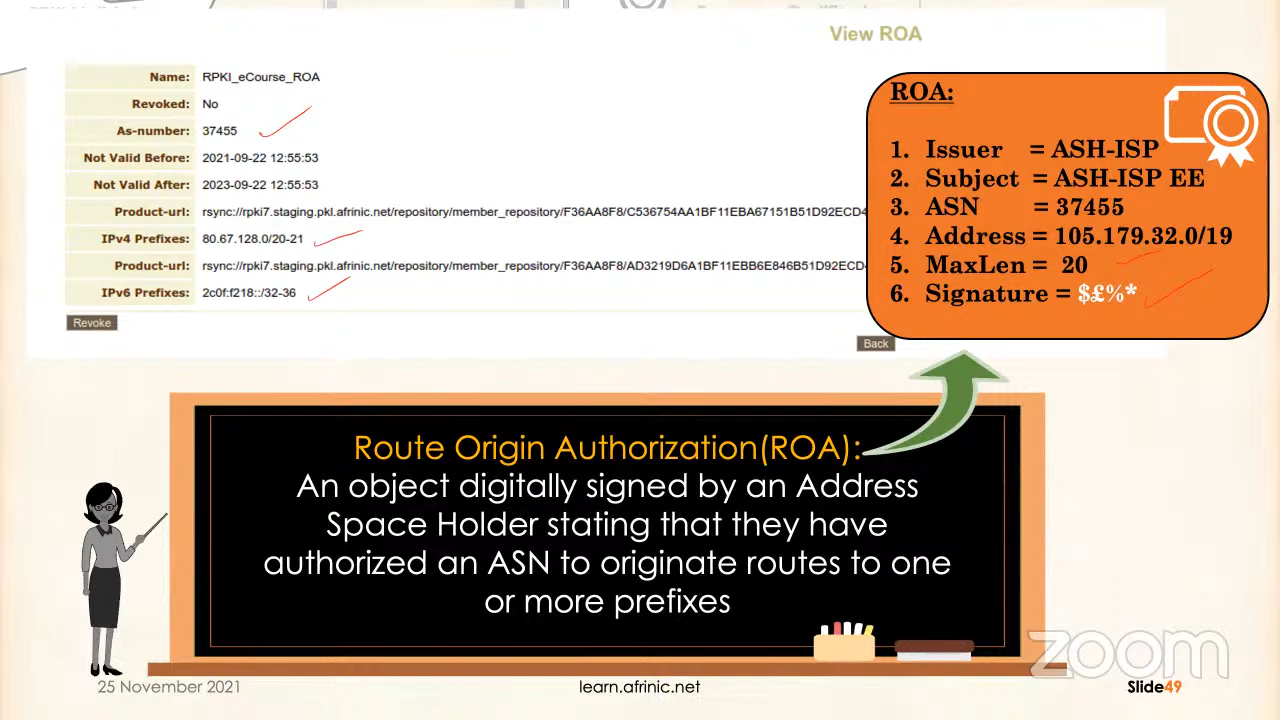 View ROA
Name: RPKI_eCourse_ROA
Revoked: No
As-number: 37455
Not Valid Before: 2021-09-22 12:55:53
Not Valid After: 2023-09-22 12:55:53
Product-url: rsync://rpki7.staging.pkl.afrinic.net/repository/member_repository/F36AA8F8/C536754AA1BF11EBA67151B51D92ECD4
IPv4 Prefixes: 80.67.128.0/20-21
Product-url: rsync://rpki7.staging.pkl.afrinic.net/repository/member_repository/F36AA8F8/AD3219D6A1BF11EBB6E846B51D92ECD
IPv6 Prefixes: 2c0f:f218::/32-36
Revoke
Back
ROA:
1. Issuer = ASH-ISP
2. Subject = ASH-ISP EE
3. ASN = 37455
4. Address = 105.179.32.0/19
5. MaxLen = 20
6. Signature = $£%*
Route Origin Authorization(ROA):
An object digitally signed by an Address
Space Holder stating that they have
authorized an ASN to originate routes to one
or more prefixes
zoom
25 November 2021
learn.afrinic.net
Slide49